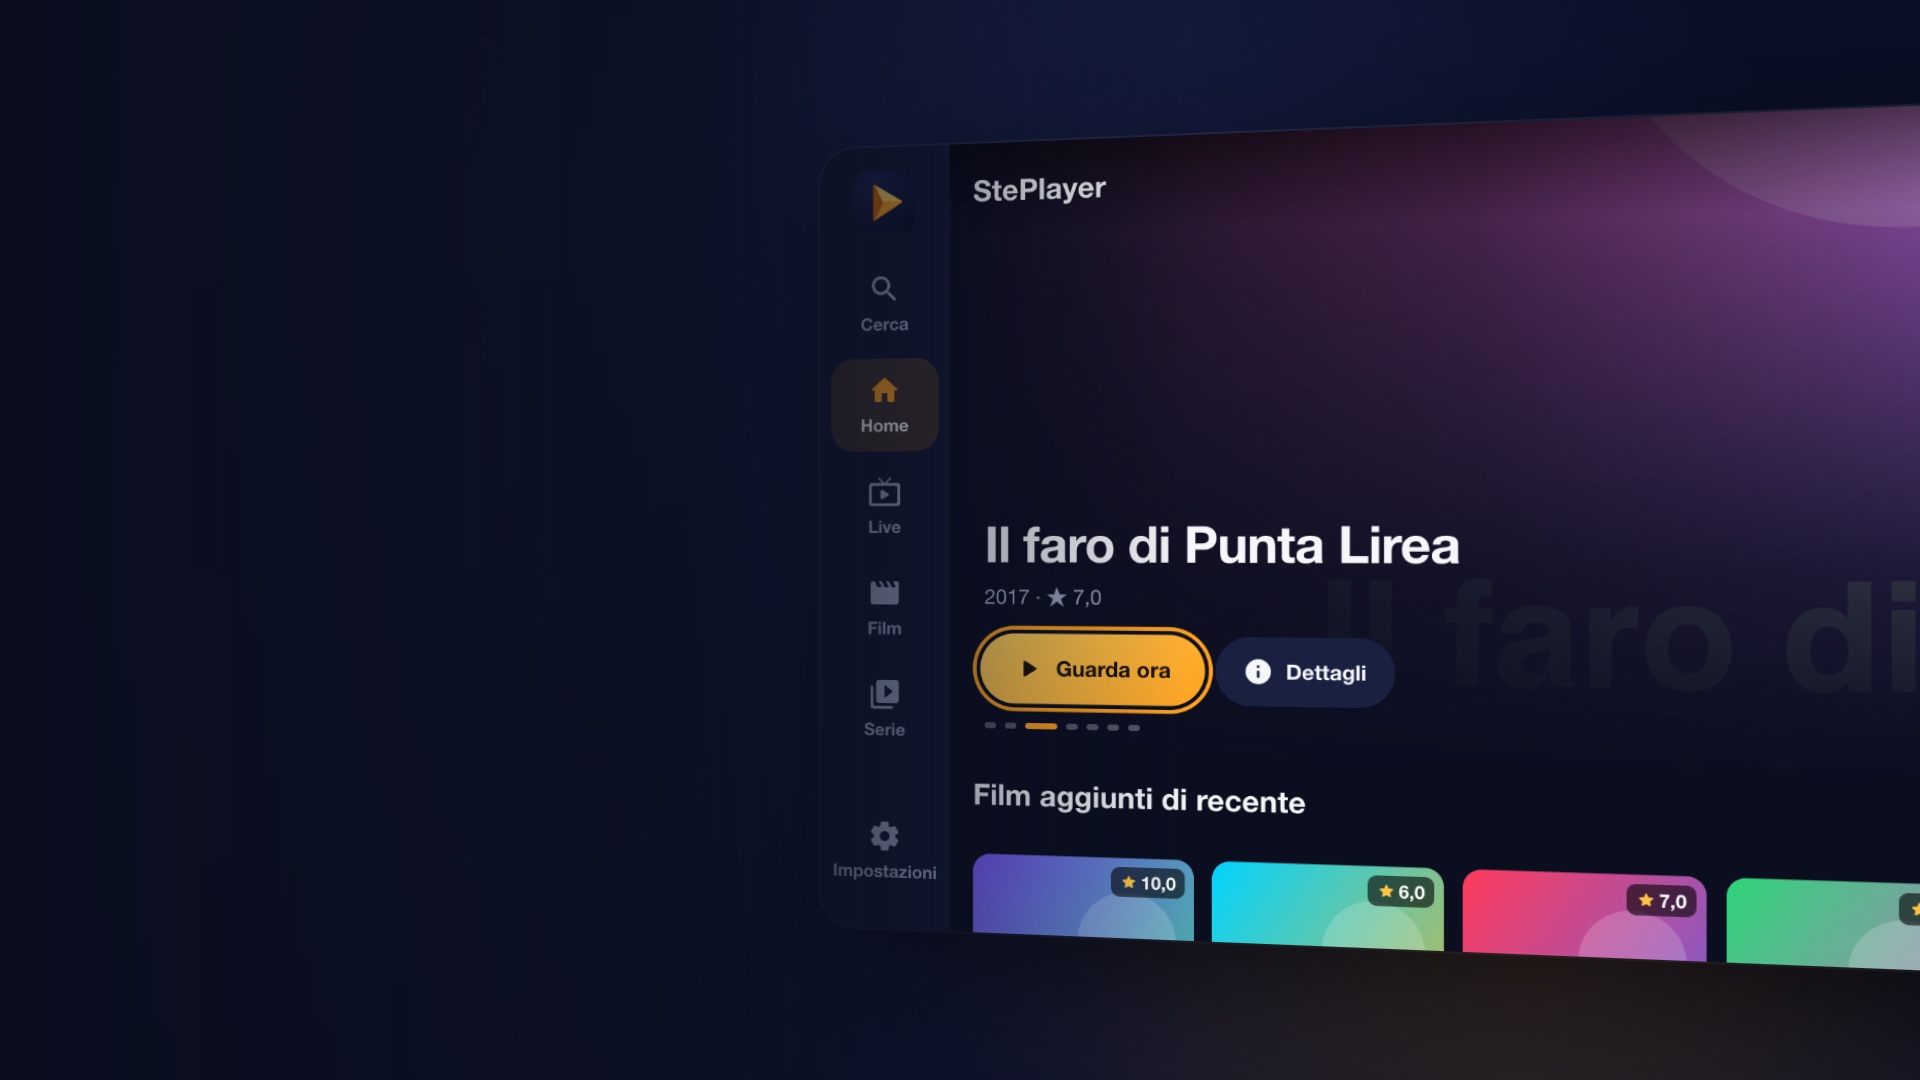 StePlayer
Cerca
Home
Live
Film
Serie
Impostazioni
Il faro di Punta Lirea
2017 · ★ 7,0
Il faro di
Guarda ora
Dettagli
Film aggiunti di recente
★ 10,0
★ 6,0
★ 7,0